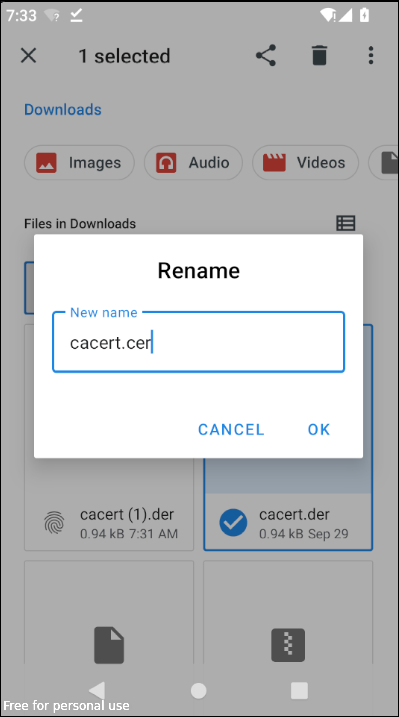 7:33
1 selected
Downloads
Images
Audio
Videos
Files in Downloads
Rename
New name
cacert.cer
CANCEL
OK
cacert (1).der
0.94 kB 7:31 AM
cacert.der
0.94 kB Sep 29
Free for personal use